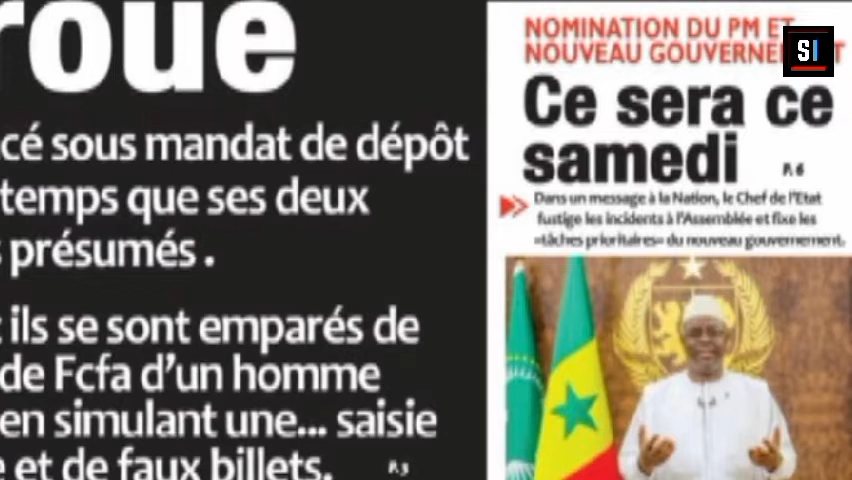 roue
cé sous mandat de dépôt
temps que ses deux
présumés.
ils se sont emparés de
de Fcfa d'un homme
en simulant une... saisie
et de faux billets. P.3
NOMINATION DU PM ET
NOUVEAU GOUVERNEMENT
SI
Ce sera ce
samedi P. 6
Dans un message à la Nation, le Chef de l'Etat
fustige les incidents à l'Assemblée et fixe les
«tâches prioritaires» du nouveau gouvernement.